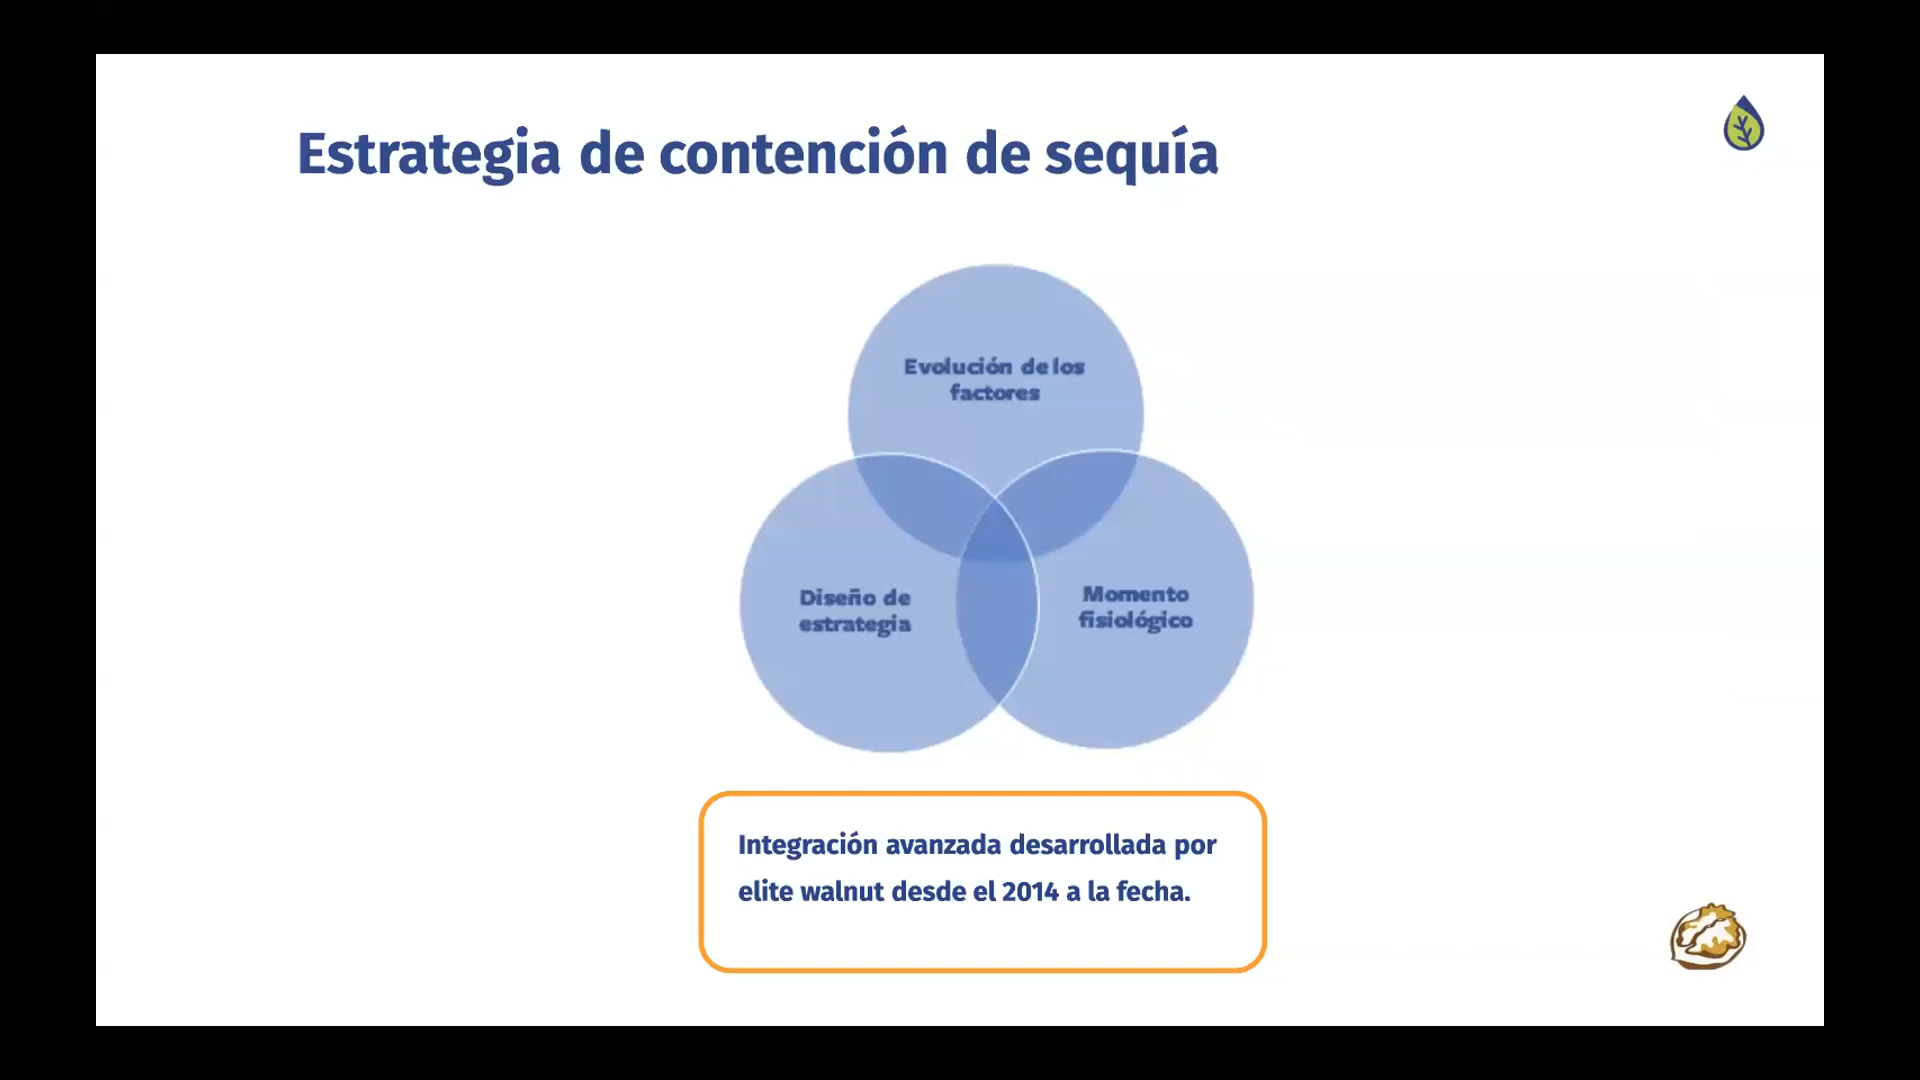 Estrategia de contención de sequía
Evolución de los
factores
Diseño de
estrategia
Momento
fisiológico
Integración avanzada desarrollada por
elite walnut desde el 2014 a la fecha.